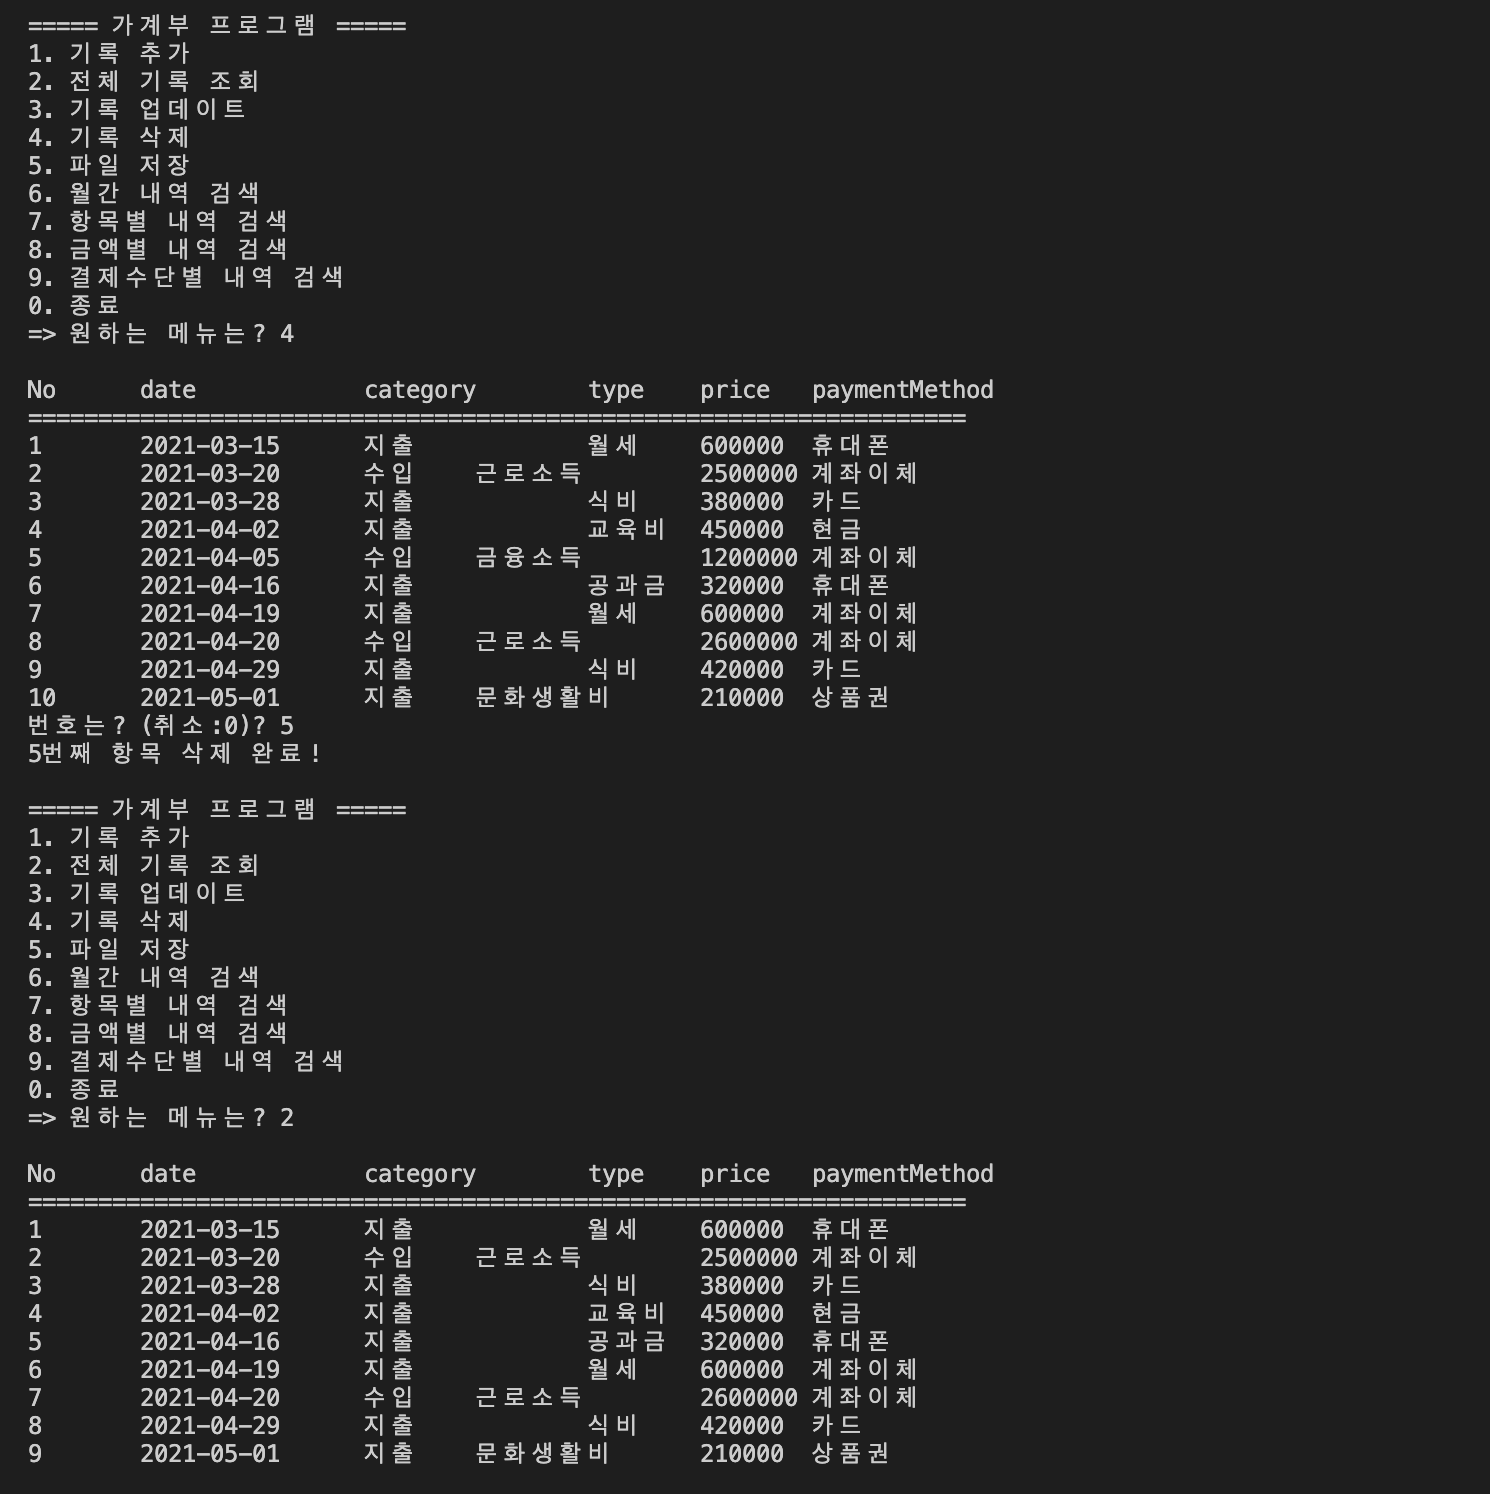 ===== 가계부 프로그램 =====
1. 기록 추가
2. 전체 기록 조회
3. 기록 업데이트
4. 기록 삭제
5. 파일 저장
6. 월간 내역 검색
7. 항목별 내역 검색
8. 금액별 내역 검색
9. 결제수단별 내역 검색
0. 종료
=> 원하는 메뉴는? 4
No date category type price paymentMethod
===================================================================
1 2021-03-15 지출 월세 600000 휴대폰
2 2021-03-20 수입 근로소득 2500000 계좌이체
3 2021-03-28 지출 식비 380000 카드
4 2021-04-02 지출 교육비 450000 현금
5 2021-04-05 수입 금융소득 1200000 계좌이체
6 2021-04-16 지출 공과금 320000 휴대폰
7 2021-04-19 지출 월세 600000 계좌이체
8 2021-04-20 수입 근로소득 2600000 계좌이체
9 2021-04-29 지출 식비 420000 카드
10 2021-05-01 지출 문화생활비 210000 상품권
번호는? (취소:0)? 5
5번째 항목 삭제 완료!
===== 가계부 프로그램 =====
1. 기록 추가
2. 전체 기록 조회
3. 기록 업데이트
4. 기록 삭제
5. 파일 저장
6. 월간 내역 검색
7. 항목별 내역 검색
8. 금액별 내역 검색
9. 결제수단별 내역 검색
0. 종료
=> 원하는 메뉴는? 2
No date category type price paymentMethod
===================================================================
1 2021-03-15 지출 월세 600000 휴대폰
2 2021-03-20 수입 근로소득 2500000 계좌이체
3 2021-03-28 지출 식비 380000 카드
4 2021-04-02 지출 교육비 450000 현금
5 2021-04-16 지출 공과금 320000 휴대폰
6 2021-04-19 지출 월세 600000 계좌이체
7 2021-04-20 수입 근로소득 2600000 계좌이체
8 2021-04-29 지출 식비 420000 카드
9 2021-05-01 지출 문화생활비 210000 상품권